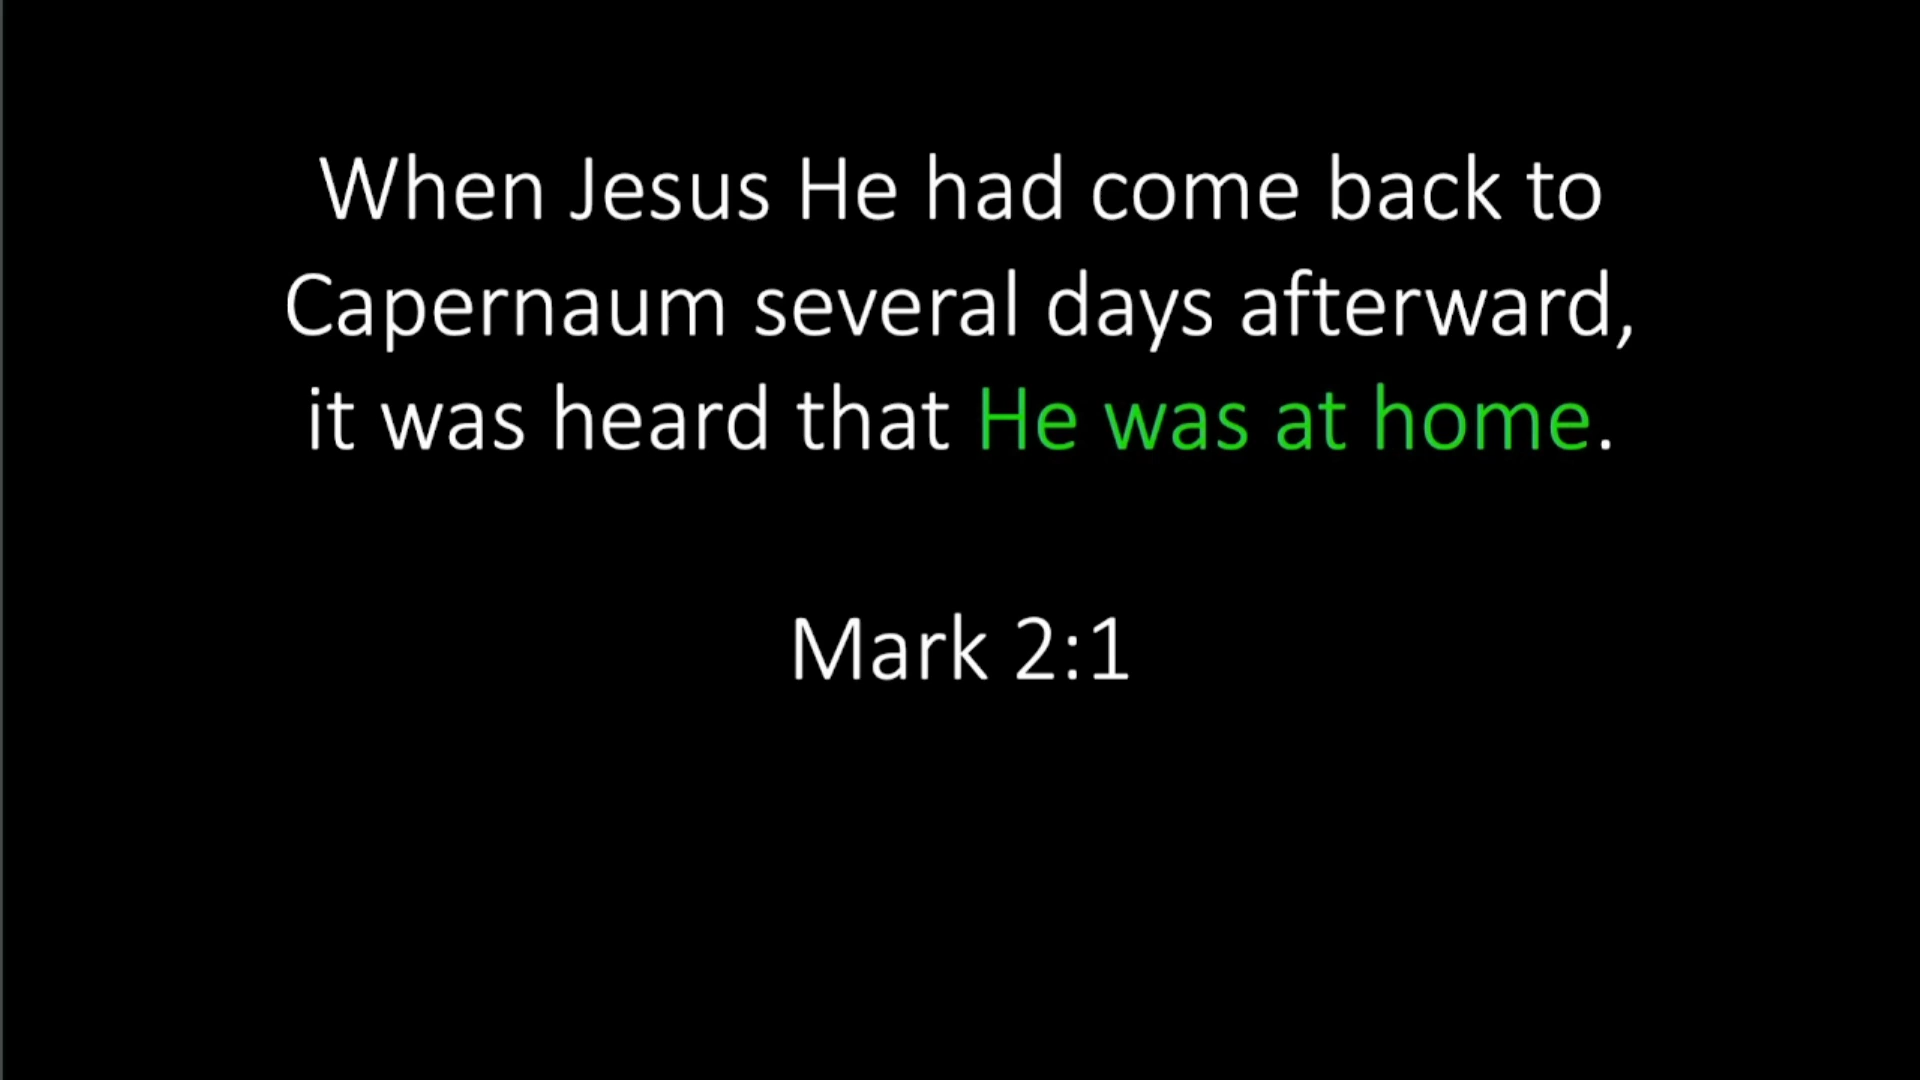 When Jesus He had come back to
Capernaum several days afterward,
it was heard that He was at home.
Mark 2:1